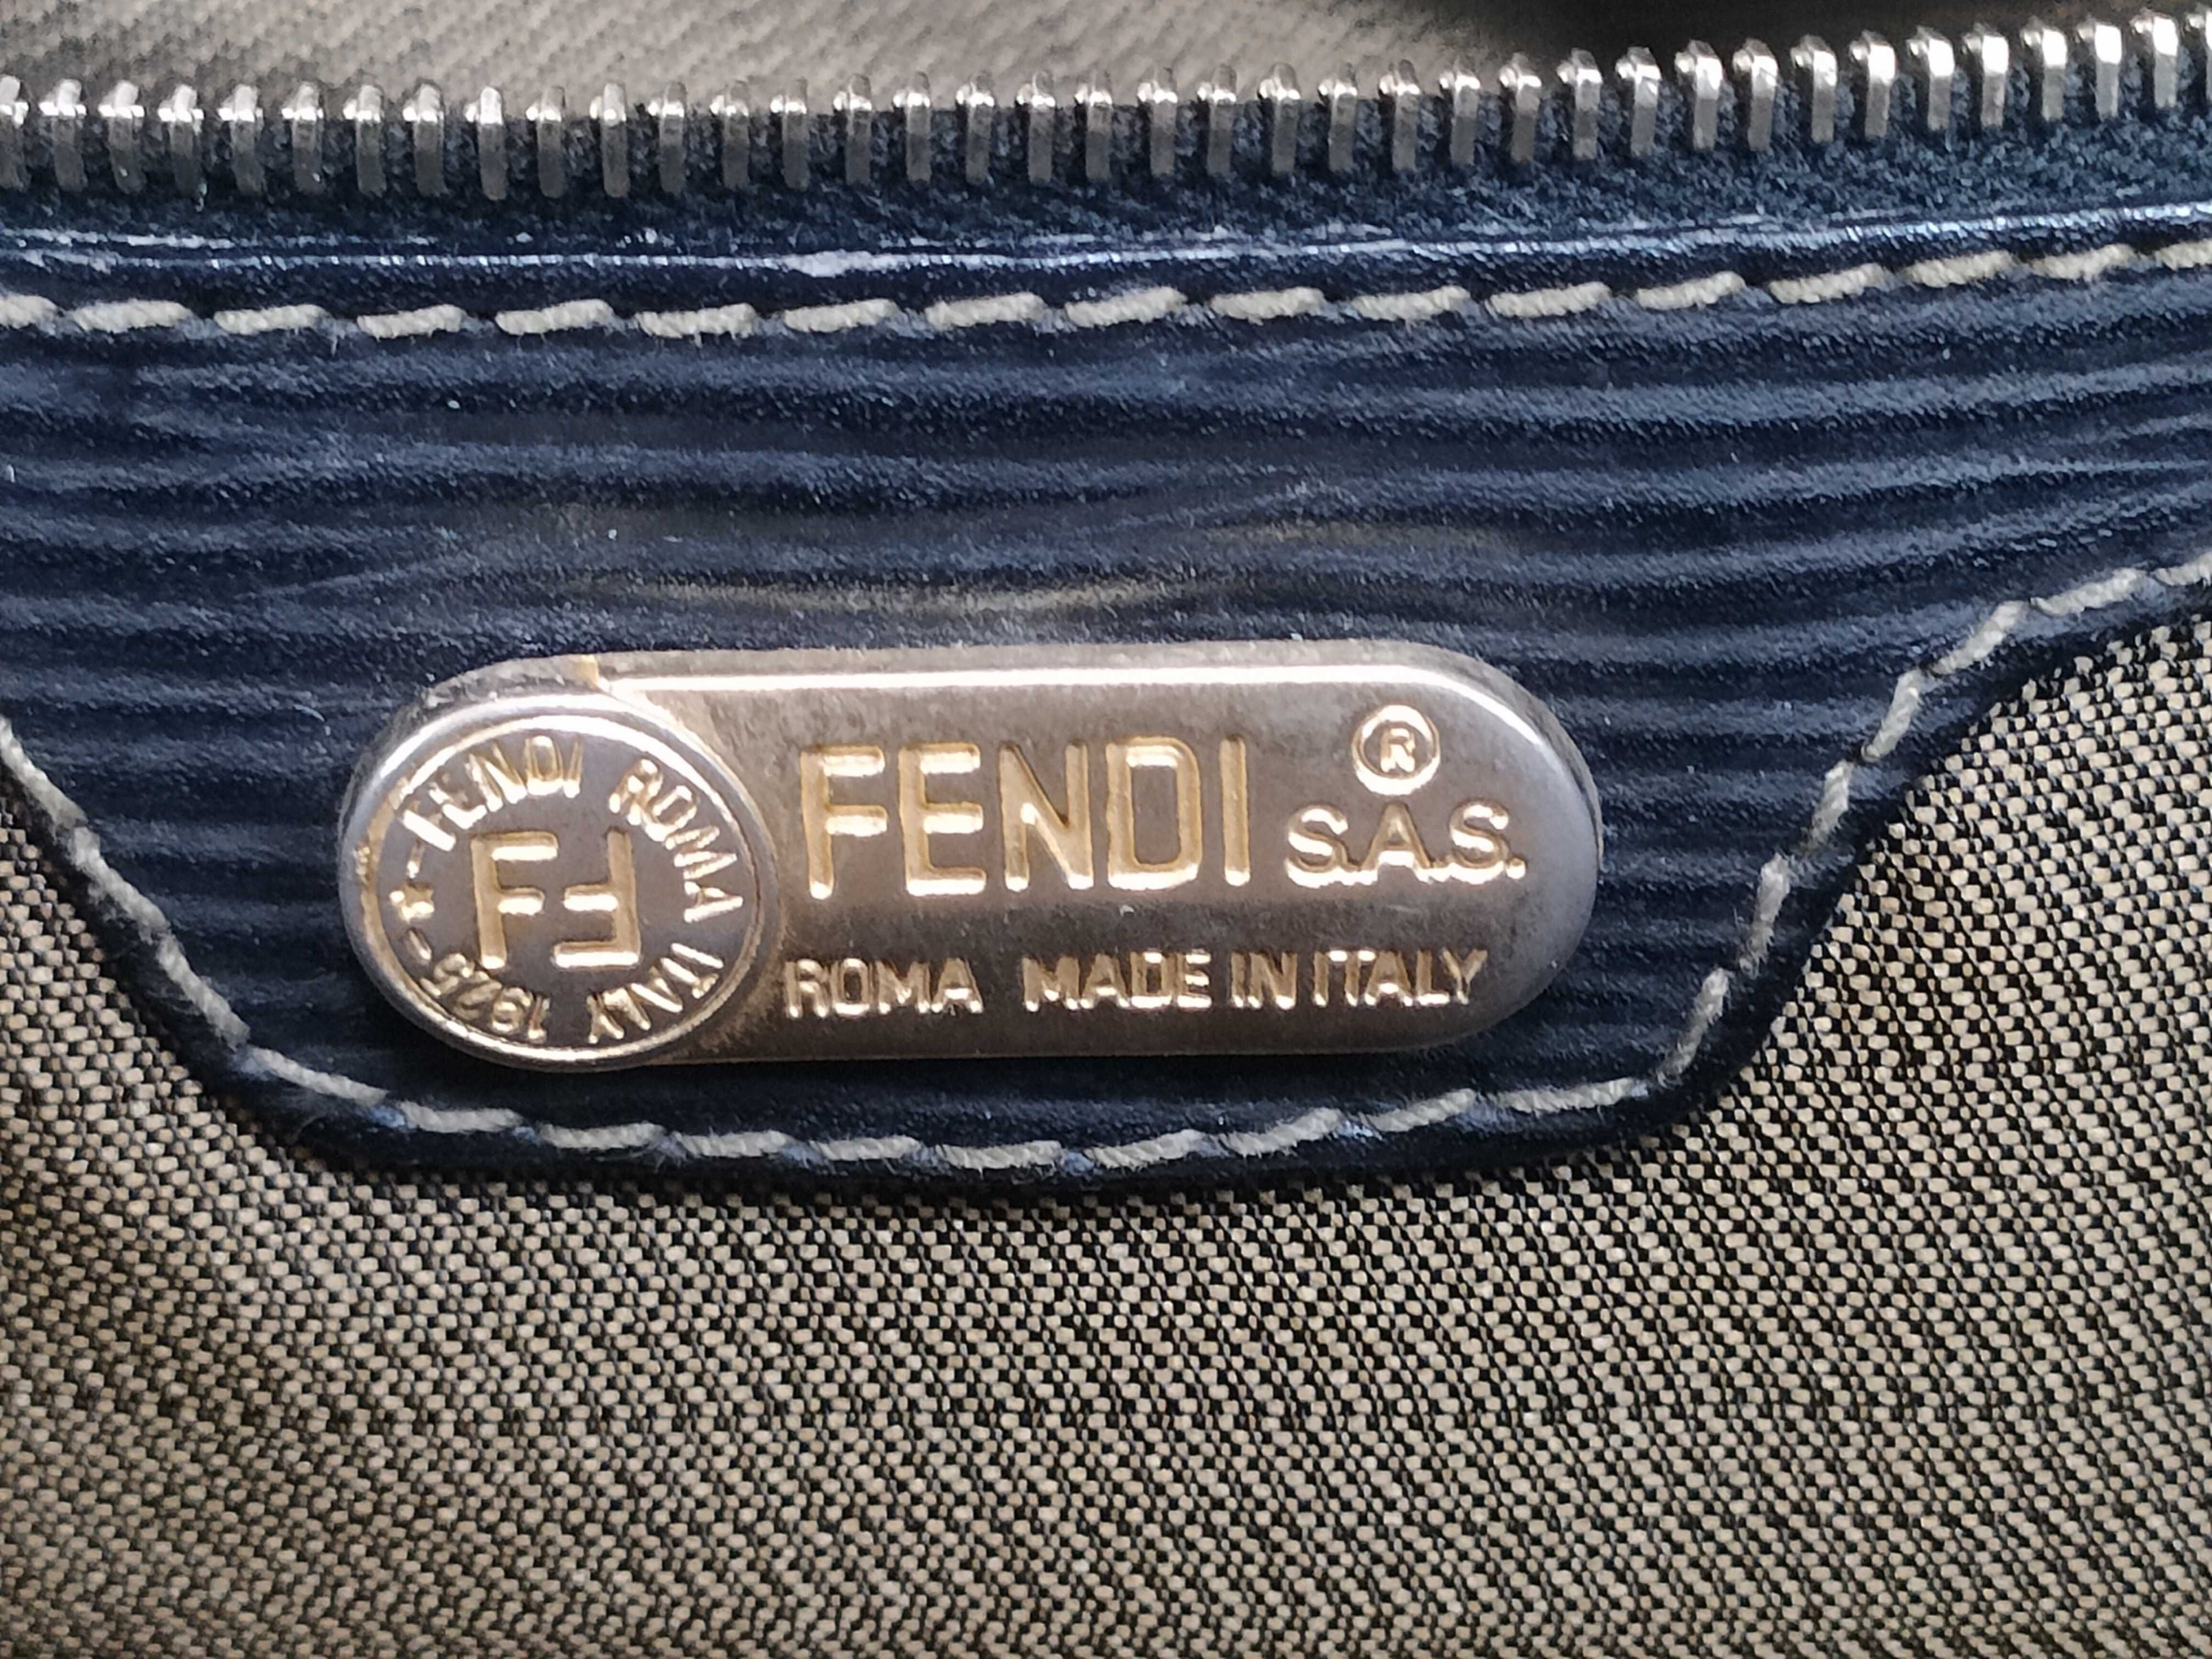 FENDI ROMA ITALY 1925
FF
FENDI ®
S.A.S.
ROMA MADE IN ITALY